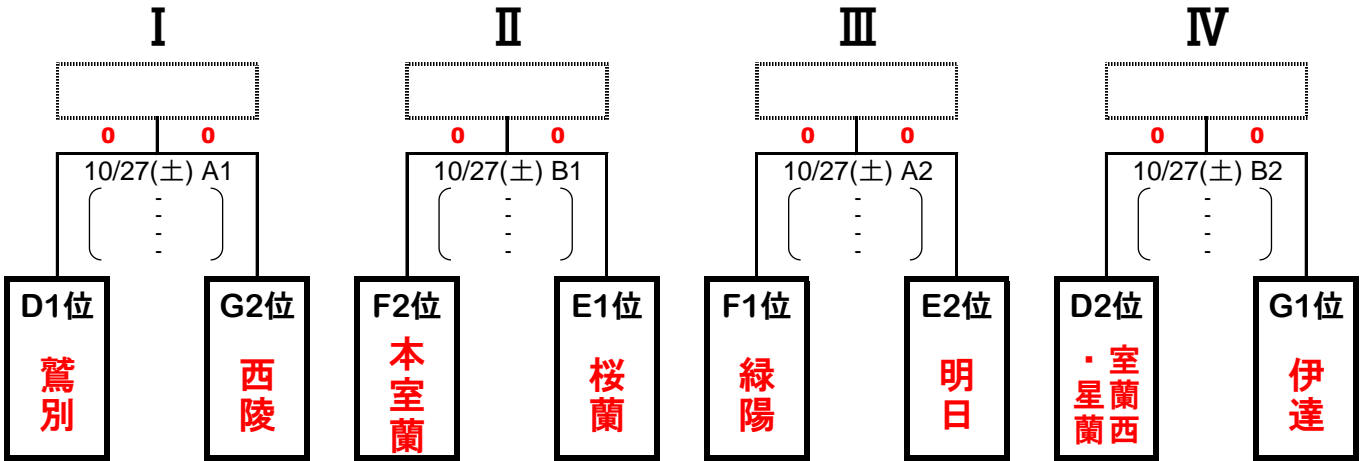 Ⅰ Ⅱ Ⅲ Ⅳ
0 0 0 0 0 0 0 0
10/27(土) A1 10/27(土) B1 10/27(土) A2 10/27(土) B2
- - - -
- - - -
- - - -
- - - -
D1位 G2位 F2位 E1位 F1位 E2位 D2位 G1位
鷲別
西陵
本室蘭
桜蘭
緑陽
明日
室蘭西
・星蘭
伊達